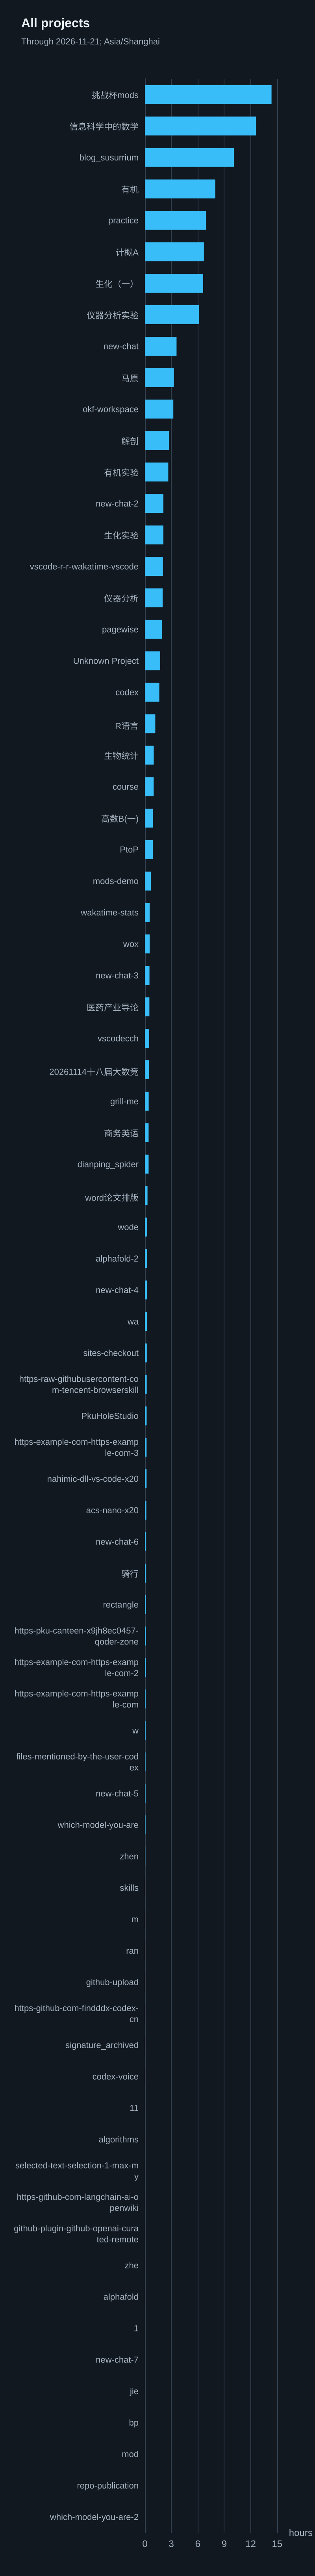 All projects
Through 2026-11-21; Asia/Shanghai
挑战杯mods
信息科学中的数学
blog_susurrium
有机
practice
计概A
生化（一）
仪器分析实验
new-chat
马原
okf-workspace
解剖
有机实验
new-chat-2
生化实验
vscode-r-r-wakatime-vscode
仪器分析
pagewise
Unknown Project
codex
R语言
生物统计
course
高数B(一)
PtoP
mods-demo
wakatime-stats
wox
new-chat-3
医药产业导论
vscodecch
20261114十八届大数竞
grill-me
商务英语
dianping_spider
word论文排版
wode
alphafold-2
new-chat-4
wa
sites-checkout
https-raw-githubusercontent-co
m-tencent-browserskill
PkuHoleStudio
https-example-com-https-examp
le-com-3
nahimic-dll-vs-code-x20
acs-nano-x20
new-chat-6
骑行
rectangle
https-pku-canteen-x9jh8ec0457-
qoder-zone
https-example-com-https-examp
le-com-2
https-example-com-https-examp
le-com
w
files-mentioned-by-the-user-cod
ex
new-chat-5
which-model-you-are
zhen
skills
m
ran
github-upload
https-github-com-findddx-codex-
cn
signature_archived
codex-voice
11
algorithms
selected-text-selection-1-max-m
y
https-github-com-langchain-ai-o
penwiki
github-plugin-github-openai-cura
ted-remote
zhe
alphafold
1
new-chat-7
jie
bp
mod
repo-publication
which-model-you-are-2
hours
0 3 6 9 12 15